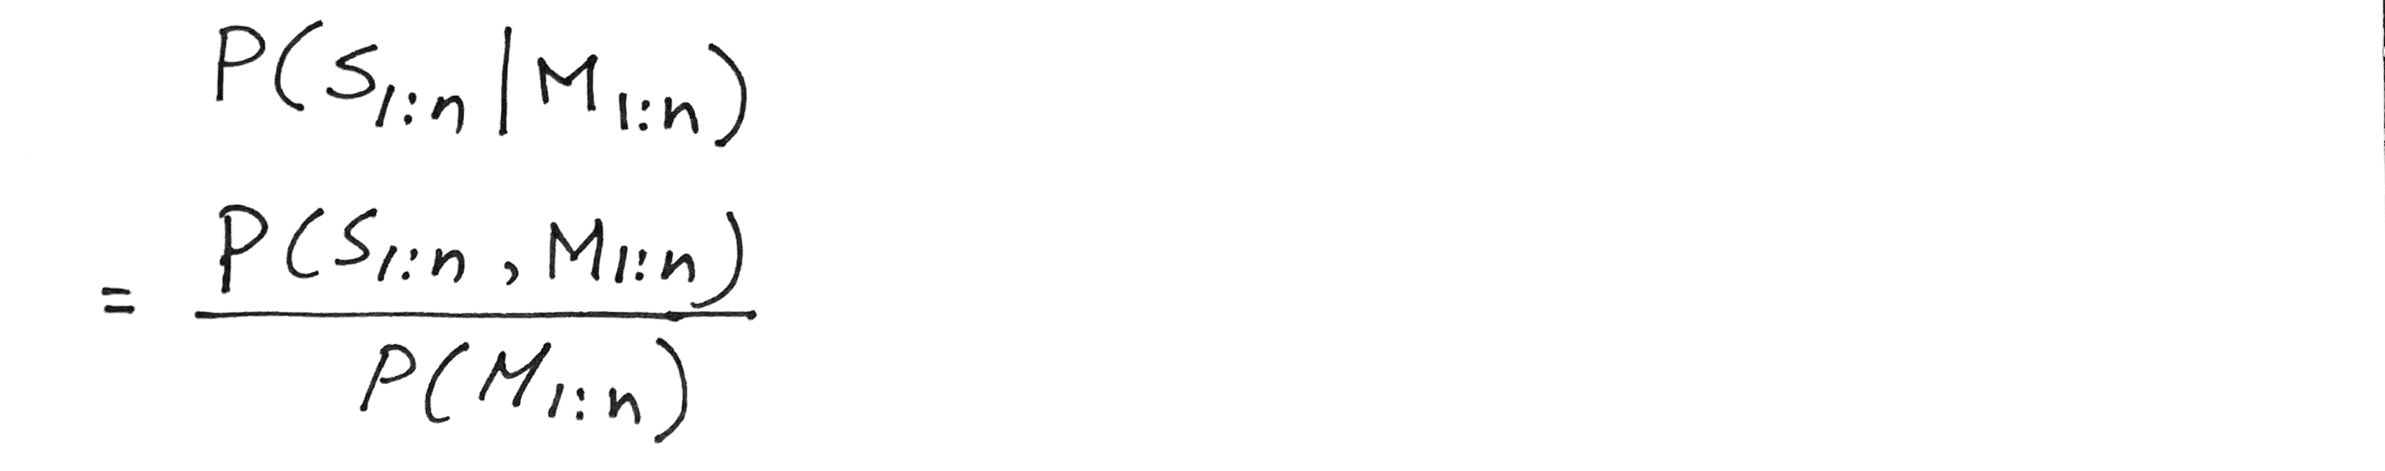 P(S1:n | M1:n)
= P(S1:n , M1:n)
P(M1:n)